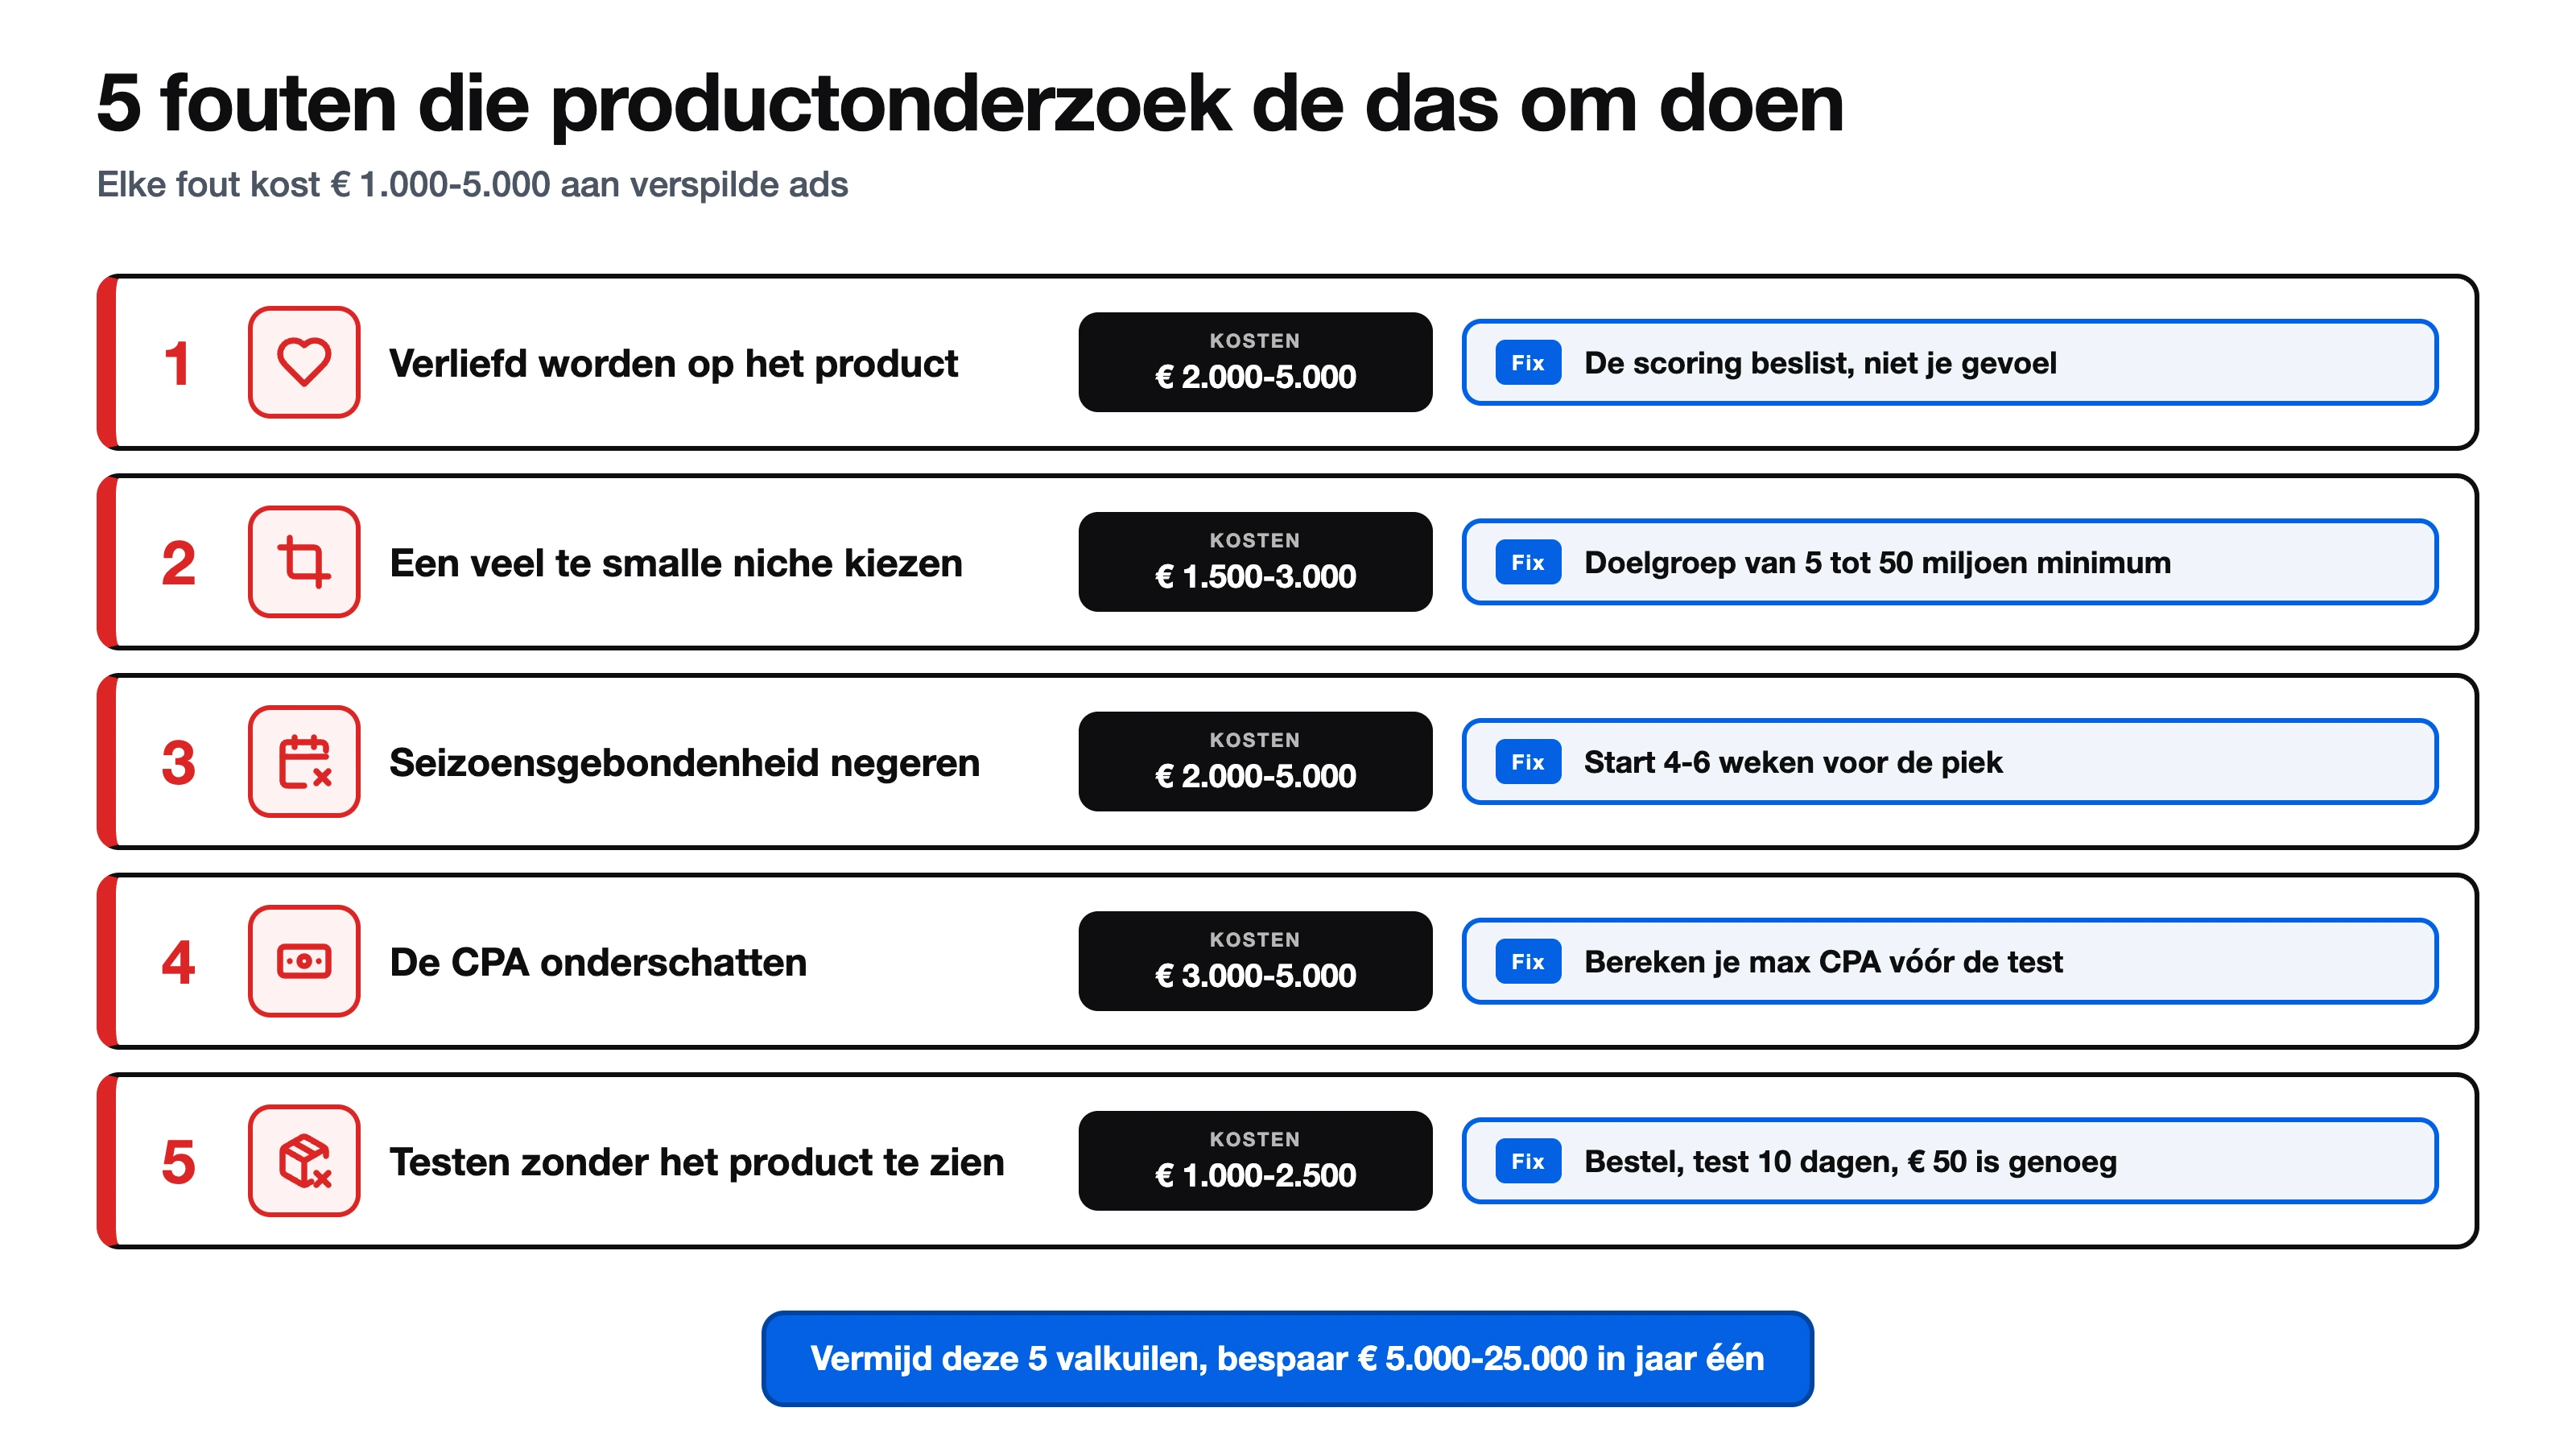 5 fouten die productonderzoek de das om doen
Elke fout kost € 1.000-5.000 aan verspilde ads
1
Verliefd worden op het product
KOSTEN
€ 2.000-5.000
Fix
De scoring beslist, niet je gevoel
2
Een veel te smalle niche kiezen
KOSTEN
€ 1.500-3.000
Fix
Doelgroep van 5 tot 50 miljoen minimum
3
Seizoensgebondenheid negeren
KOSTEN
€ 2.000-5.000
Fix
Start 4-6 weken voor de piek
4
De CPA onderschatten
KOSTEN
€ 3.000-5.000
Fix
Bereken je max CPA vóór de test
5
Testen zonder het product te zien
KOSTEN
€ 1.000-2.500
Fix
Bestel, test 10 dagen, € 50 is genoeg
Vermijd deze 5 valkuilen, bespaar € 5.000-25.000 in jaar één